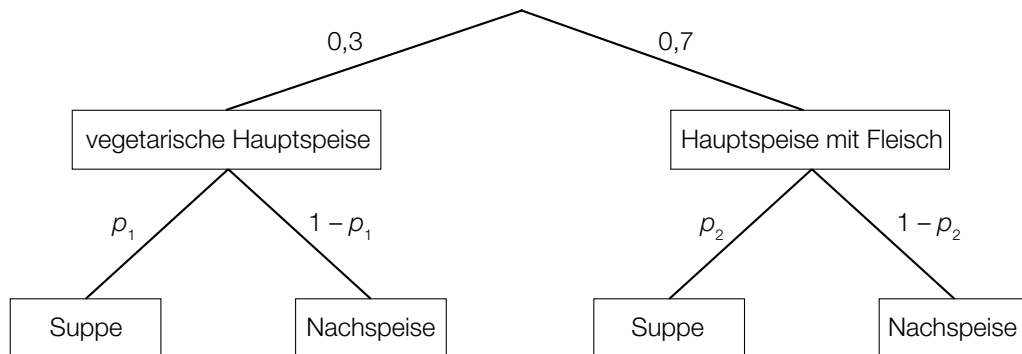 0,3 0,7
vegetarische Hauptspeise Hauptspeise mit Fleisch
p₁ 1 – p₁ p₂ 1 – p₂
Suppe Nachspeise Suppe Nachspeise